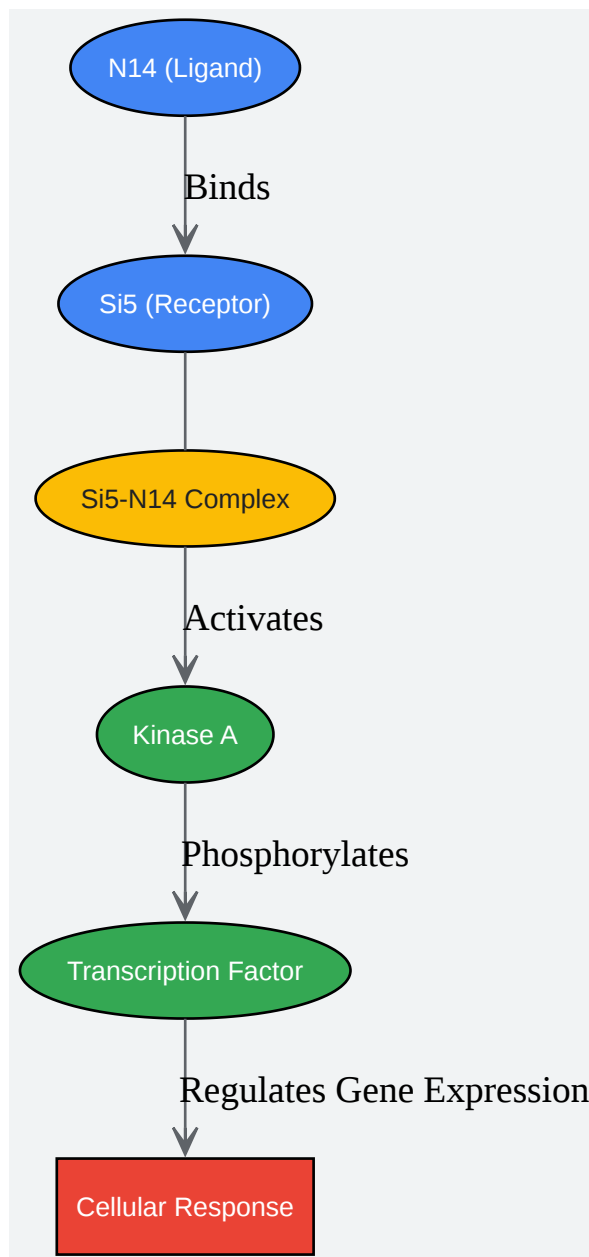 N14 (Ligand)
Binds
Si5 (Receptor)
Si5-N14 Complex
Activates
Kinase A
Phosphorylates
Transcription Factor
Regulates Gene Expression
Cellular Response